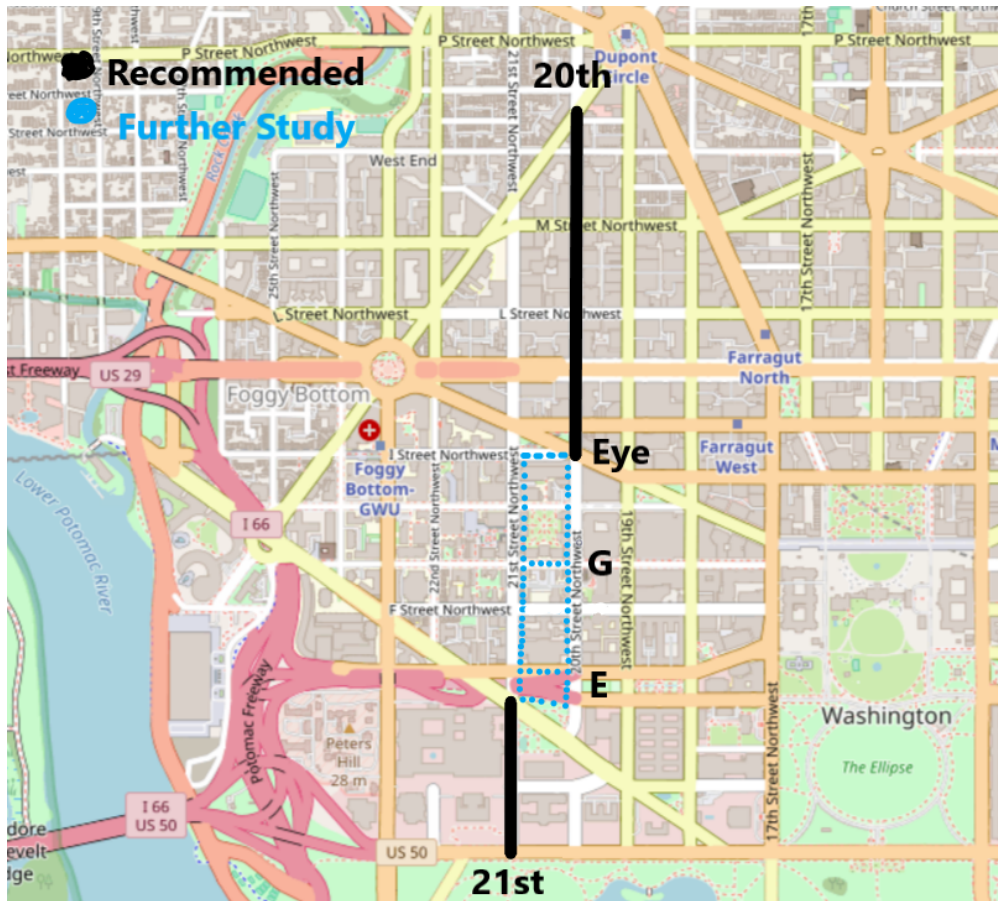 P Street Northwest
P Street Northwest
P Street Northwest
Recommended
Further Study
20th
Dupont
Circle
Street Northwest
21st Street Northwest
17th Street Northwest
West End
25th Street Northwest
M Street Northwest
L Street Northwest
L Street Northwest
US 29
Foggy Bottom
Farragut
North
I Street Northwest
Eye
Farragut
West
Foggy
Bottom-
GWU
Lower Potomac River
I 66
22nd Street Northwest
21st Street Northwest
20th Street Northwest
19th Street Northwest
G
F Street Northwest
E
Potomac Freeway
Peters
Hill
28 m
17th Street Northwest
Washington
The Ellipse
I 66
US 50
US 50
21st